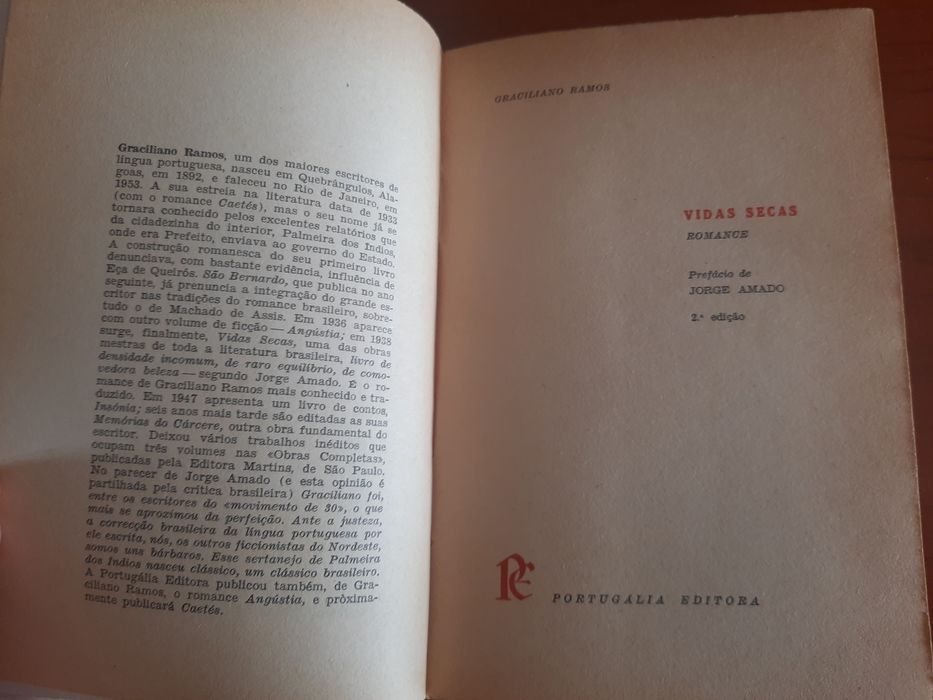 Graciliano Ramos, um dos maiores escritores de
língua portuguesa, nasceu em Quebrângulos, Ala-
goas, em 1892, e faleceu no Rio de Janeiro, em
1953. A sua estreia na literatura data de 1933
(com o romance Caetés), mas o seu nome já se
tornara conhecido pelos excelentes relatórios que
da cidadezinha do interior, Palmeira dos Índios,
onde era Prefeito, enviava ao governo do Estado.
A construção romanesca do seu primeiro livro
denunciava, com bastante evidência, influência de
Eça de Queirós. São Bernardo, que publica no ano
seguinte, já prenuncia a integração do grande es-
critor nas tradições do romance brasileiro, sobre-
tudo o de Machado de Assis. Em 1936 aparece
com outro volume de ficção — Angústia; em 1938
surge, finalmente, Vidas Secas, uma das obras
mestras de toda a literatura brasileira, livro de
densidade incomum, de raro equilíbrio, de como-
vedora beleza — segundo Jorge Amado. É o ro-
mance de Graciliano Ramos mais conhecido e tra-
duzido. Em 1947 apresenta um livro de contos,
Insónia; seis anos mais tarde são editadas as suas
Memórias do Cárcere, outra obra fundamental do
escritor. Deixou vários trabalhos inéditos que
ocupam três volumes nas «Obras Completas»,
publicadas pela Editora Martins, de São Paulo.
No parecer de Jorge Amado (e esta opinião é
partilhada pela crítica brasileira) Graciliano foi,
entre os escritores do «movimento de 30», o que
mais se aproximou da perfeição. Ante a justeza,
a correcção brasileira da língua portuguesa por
ele escrita, nós, os outros ficcionistas do Nordeste,
somos uns bárbaros. Esse sertanejo de Palmeira
dos Índios nasceu clássico, um clássico brasileiro.
A Portugália Editora publicou também, de Gra-
ciliano Ramos, o romance Angústia, e pròxima-
mente publicará Caetés.
GRACILIANO RAMOS
VIDAS SECAS
ROMANCE
Prefácio de
JORGE AMADO
2.ª edição
PE
PORTUGÁLIA EDITORA